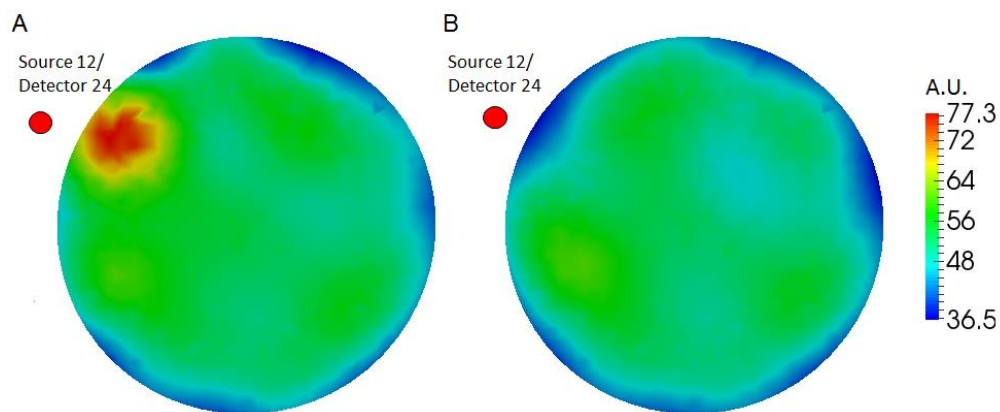 A
Source 12/
Detector 24
B
Source 12/
Detector 24
A.U.
77.3
72
64
56
48
36.5